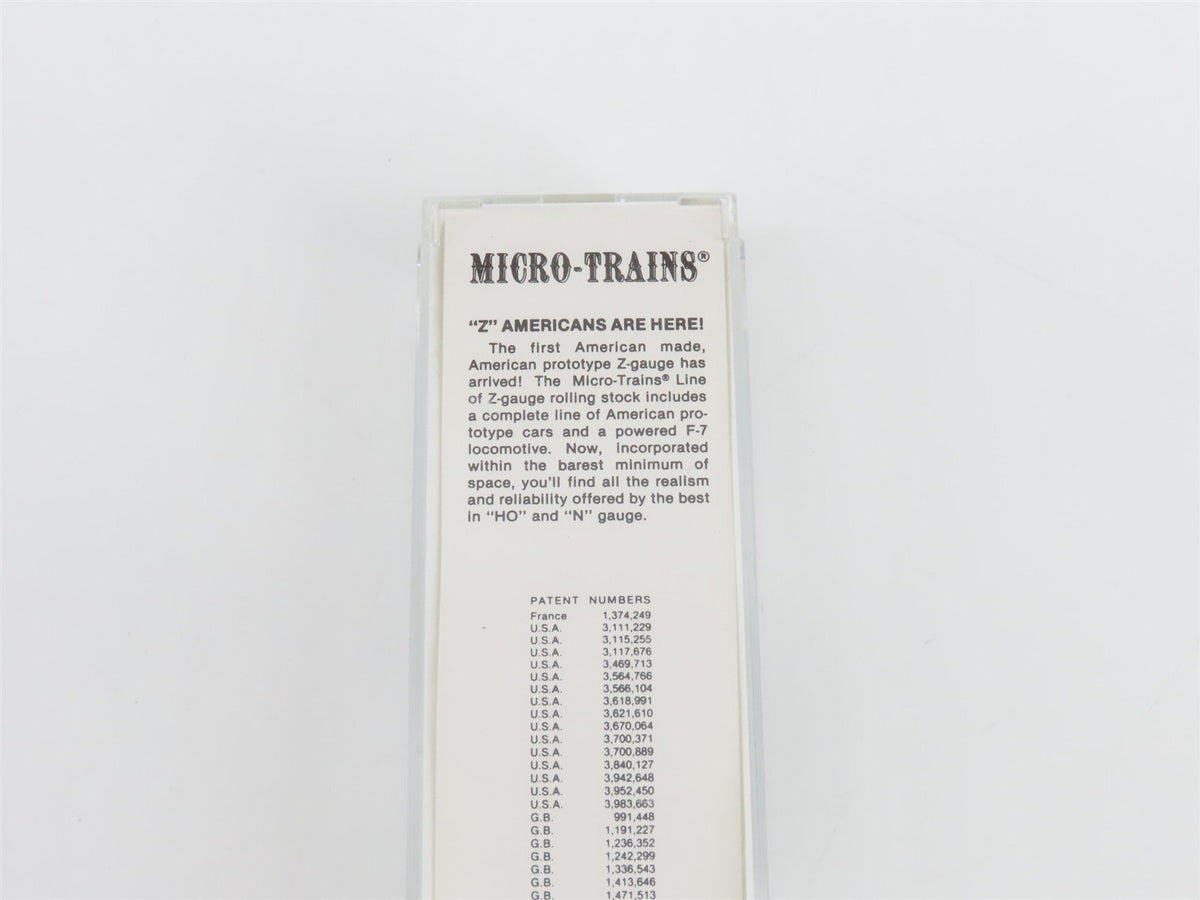 MICRO-TRAINS®
"Z" AMERICANS ARE HERE!
The first American made,
American prototype Z-gauge has
arrived! The Micro-Trains® Line
of Z-gauge rolling stock includes
a complete line of American pro-
totype cars and a powered F-7
locomotive. Now, incorporated
within the barest minimum of
space, you'll find all the realism
and reliability offered by the best
in "HO" and "N" gauge.
PATENT NUMBERS
France 1,374,249
U.S.A. 3,111,229
U.S.A. 3,115,255
U.S.A. 3,117,676
U.S.A. 3,469,713
U.S.A. 3,564,766
U.S.A. 3,566,104
U.S.A. 3,618,991
U.S.A. 3,621,610
U.S.A. 3,670,064
U.S.A. 3,700,371
U.S.A. 3,700,889
U.S.A. 3,840,127
U.S.A. 3,942,648
U.S.A. 3,952,450
U.S.A. 3,983,663
G.B. 991,448
G.B. 1,191,227
G.B. 1,236,352
G.B. 1,242,299
G.B. 1,336,543
G.B. 1,413,646
G.B. 1,471,513